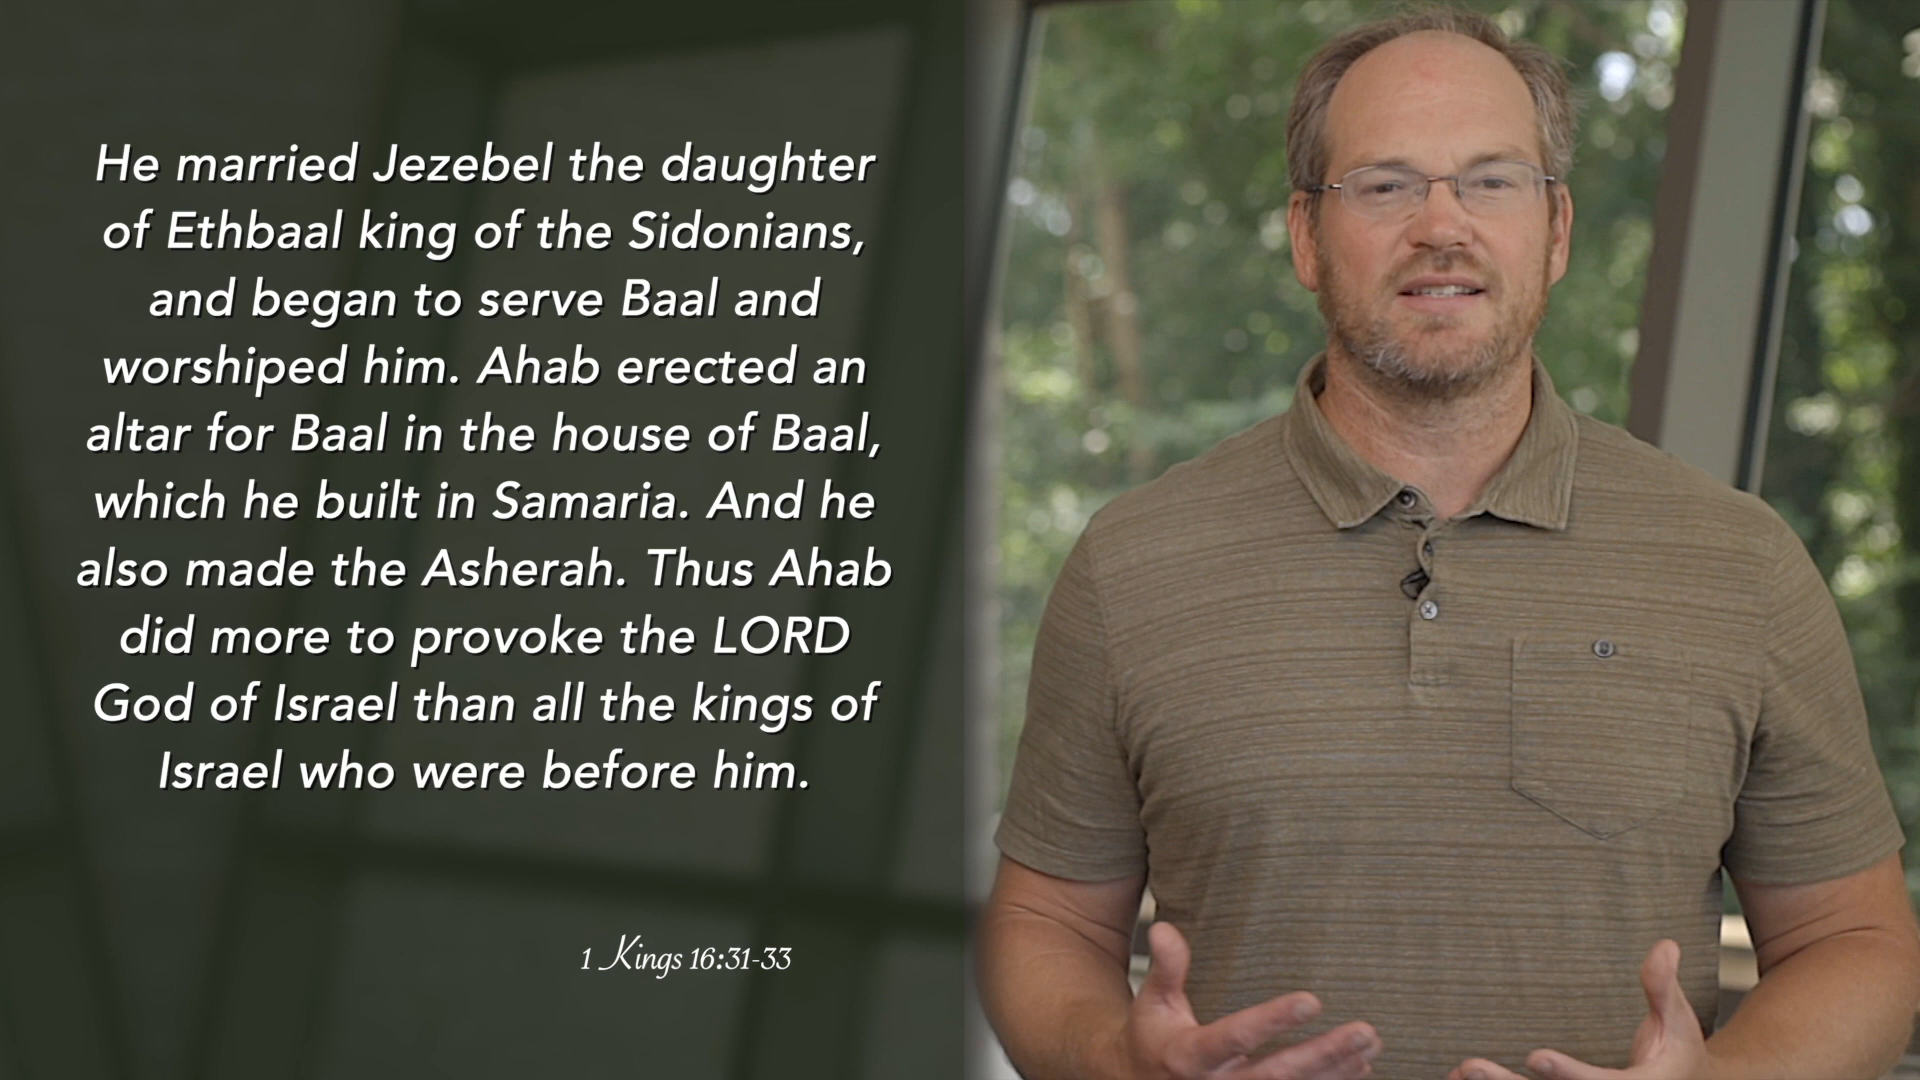 He married Jezebel the daughter
of Ethbaal king of the Sidonians,
and began to serve Baal and
worshiped him. Ahab erected an
altar for Baal in the house of Baal,
which he built in Samaria. And he
also made the Asherah. Thus Ahab
did more to provoke the LORD
God of Israel than all the kings of
Israel who were before him.
1 Kings 16:31-33